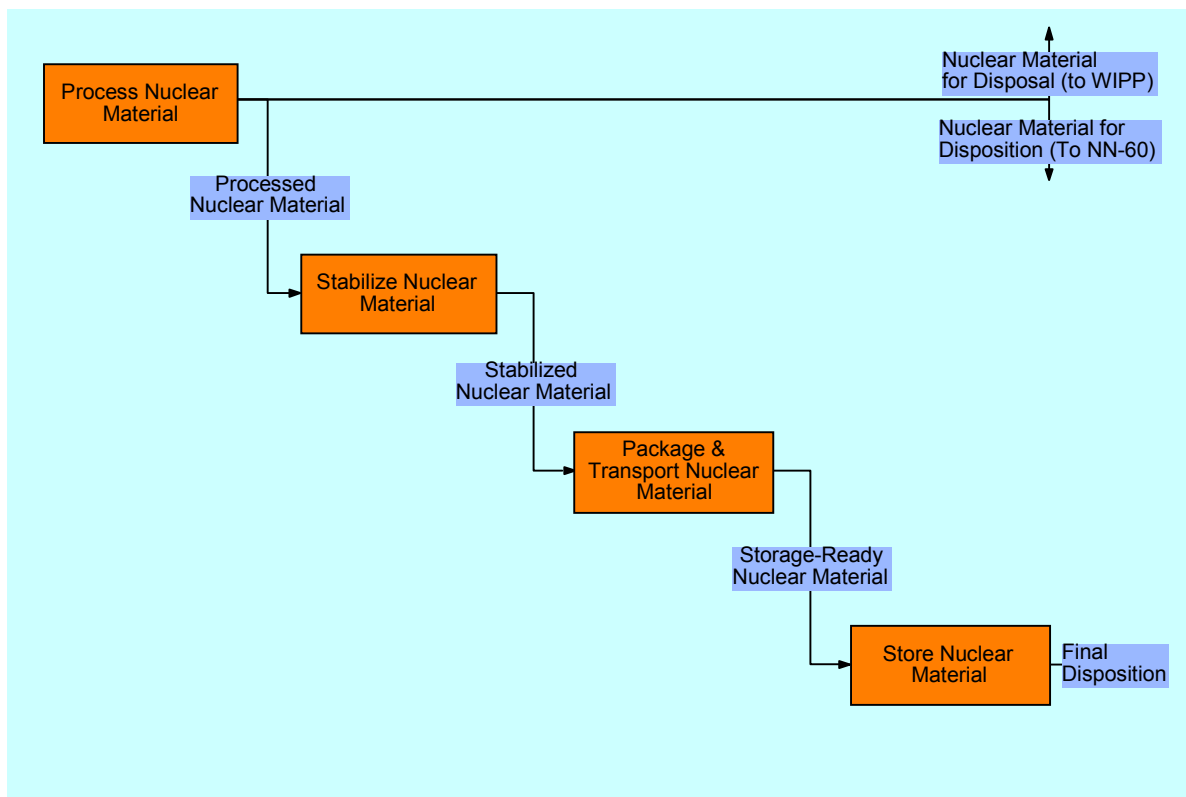 Process Nuclear
Material
Nuclear Material
for Disposal (to WIPP)
Nuclear Material for
Disposition (To NN-60)
Processed
Nuclear Material
Stabilize Nuclear
Material
Stabilized
Nuclear Material
Package &
Transport Nuclear
Material
Storage-Ready
Nuclear Material
Store Nuclear
Material
Final
Disposition